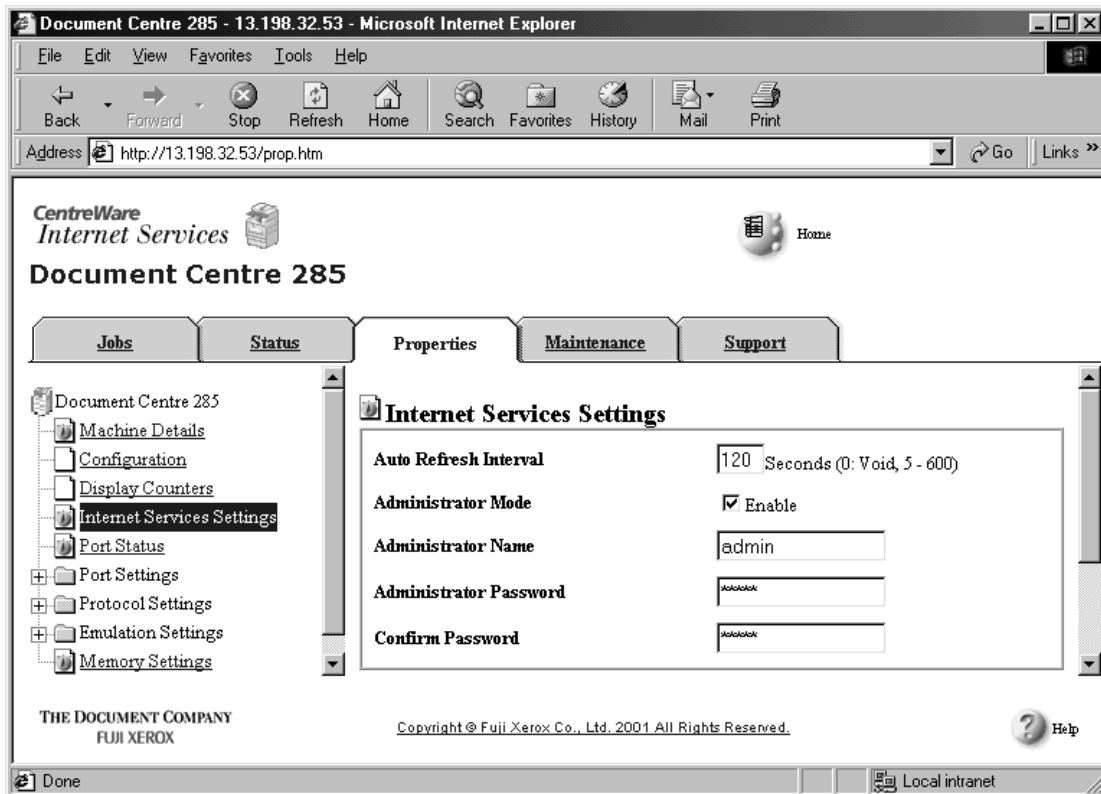 Document Centre 285 - 13.198.32.53 - Microsoft Internet Explorer
File Edit View Favorites Tools Help
Back Forward Stop Refresh Home Search Favorites History Mail Print
Address http://13.198.32.53/prop.htm Go Links »
CentreWare
Internet Services
Home
Document Centre 285
Jobs Status Properties Maintenance Support
Document Centre 285
Machine Details
Configuration
Display Counters
Internet Services Settings
Port Status
Port Settings
Protocol Settings
Emulation Settings
Memory Settings
Internet Services Settings
Auto Refresh Interval 120 Seconds (0: Void, 5 - 600)
Administrator Mode Enable
Administrator Name admin
Administrator Password *****
Confirm Password *****
THE DOCUMENT COMPANY
FUJI XEROX
Copyright © Fuji Xerox Co., Ltd. 2001 All Rights Reserved.
Help
Done Local intranet